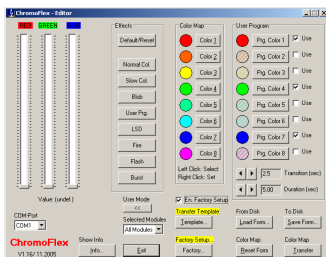 ChromoFlex - Editor
RED GREEN
Value: (undef.)
COM-Port
COM1
ChromoFlex
V1.16/ 11.2005
Show Info
Info...
Effects
Default/Reset
Normal Col.
Slow Col.
Blob
User Prg.
LSD
Fire
Flash
Burst
User Mode
<<
Selected Modules
All Modules
Exit
Color Map
Color 1
Color 2
Color 3
Color 4
Color 5
Color 6
Color 7
Color 8
Left Click: Select
Right Click: Set
En. Factory Setup
Transfer Template
Template...
Factory Setup...
Factory...
User Program
Prg. Color 1 Use
Prg. Color 2 Use
Prg. Color 3 Use
Prg. Color 4 Use
Prg. Color 5 Use
Prg. Color 6 Use
Prg. Color 7 Use
Prg. Color 8 Use
2.5 Transition (sec)
5.00 Duration (sec)
From Disk
Load Form...
To Disk
Save Form...
Color Map
Reset Form
Color Map
Transfer